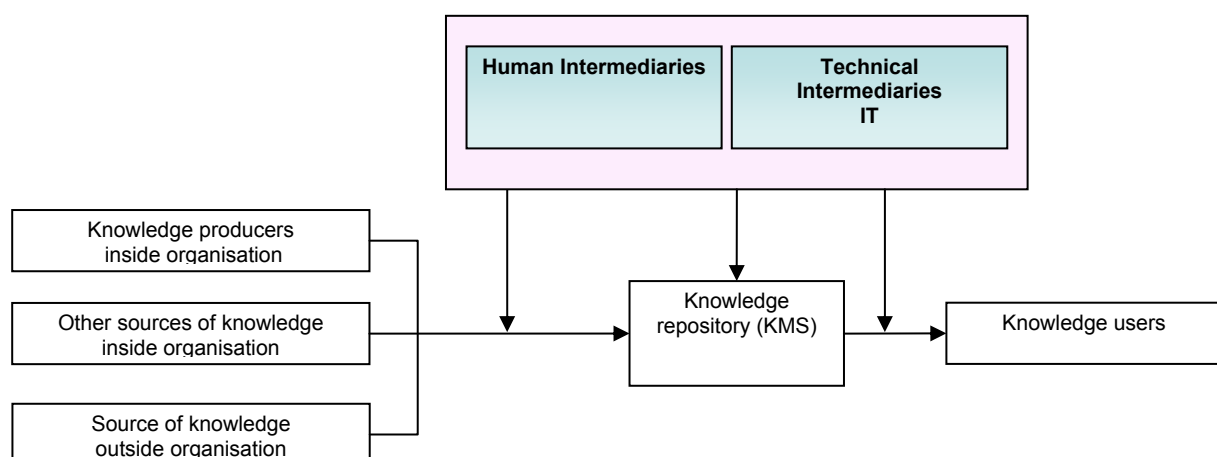 Human Intermediaries
Technical
Intermediaries
IT
Knowledge producers
inside organisation
Other sources of knowledge
inside organisation
Source of knowledge
outside organisation
Knowledge
repository (KMS)
Knowledge users